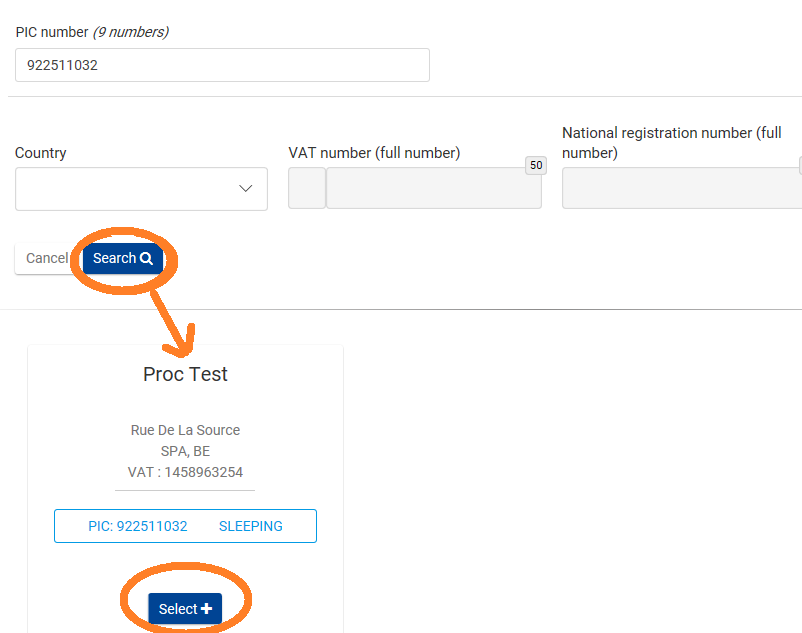 PIC number (9 numbers)
922511032
Country
VAT number (full number)
50
National registration number (full
number)
Cancel
Search
Proc Test
Rue De La Source
SPA, BE
VAT : 1458963254
PIC: 922511032 SLEEPING
Select